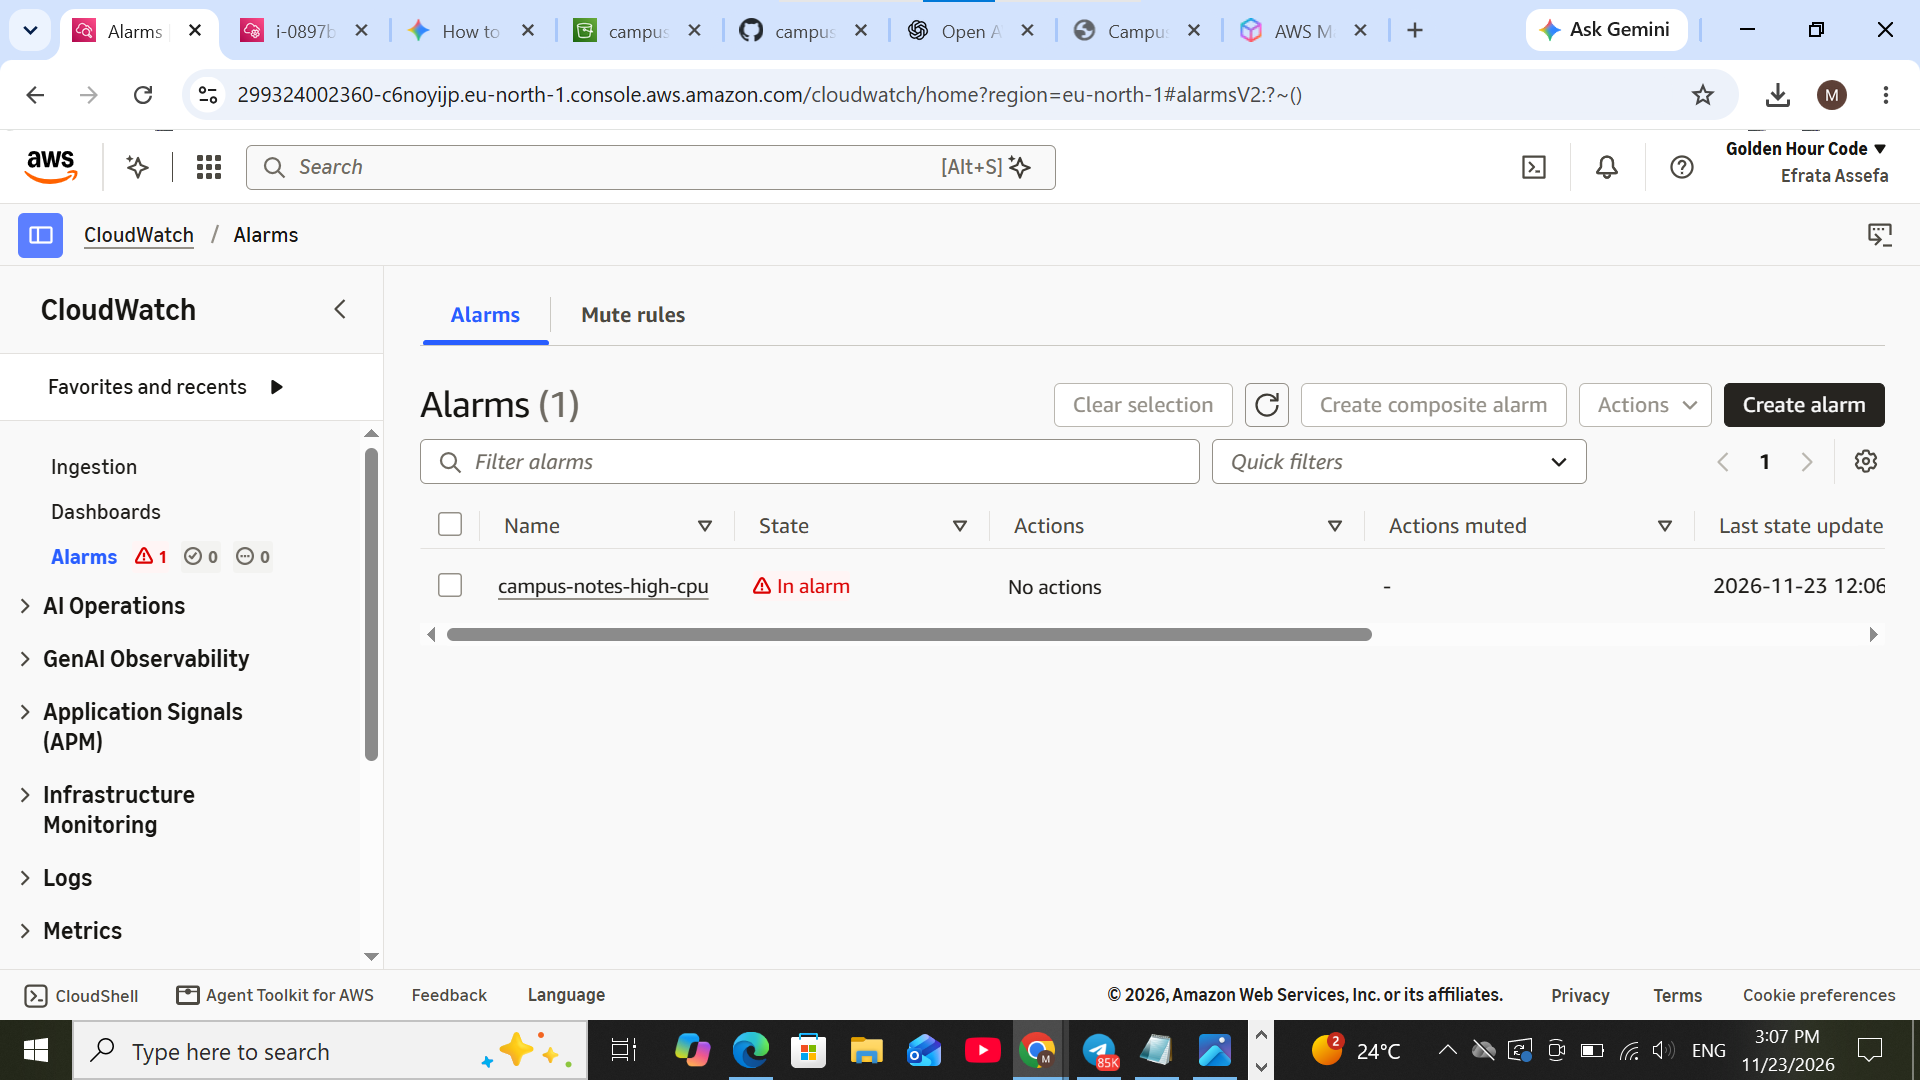 Alarms
i-0897b
How to
campus
campus
Open A
Campus
AWS M
Ask Gemini
299324002360-c6noyijp.eu-north-1.console.aws.amazon.com/cloudwatch/home?region=eu-north-1#alarmsV2:?~()
M
aws
Search
[Alt+S]
Golden Hour Code
Efrata Assefa
CloudWatch / Alarms
CloudWatch
Favorites and recents
Ingestion
Dashboards
Alarms 1 0 0
AI Operations
GenAI Observability
Application Signals
(APM)
Infrastructure
Monitoring
Logs
Metrics
Alarms
Mute rules
Alarms (1)
Clear selection
Create composite alarm
Actions
Create alarm
Filter alarms
Quick filters
1
Name
State
Actions
Actions muted
Last state update
campus-notes-high-cpu
In alarm
No actions
-
2026-11-23 12:06
CloudShell
Agent Toolkit for AWS
Feedback
Language
© 2026, Amazon Web Services, Inc. or its affiliates.
Privacy
Terms
Cookie preferences
Type here to search
M
85K
2
24°C
ENG
3:07 PM
11/23/2026